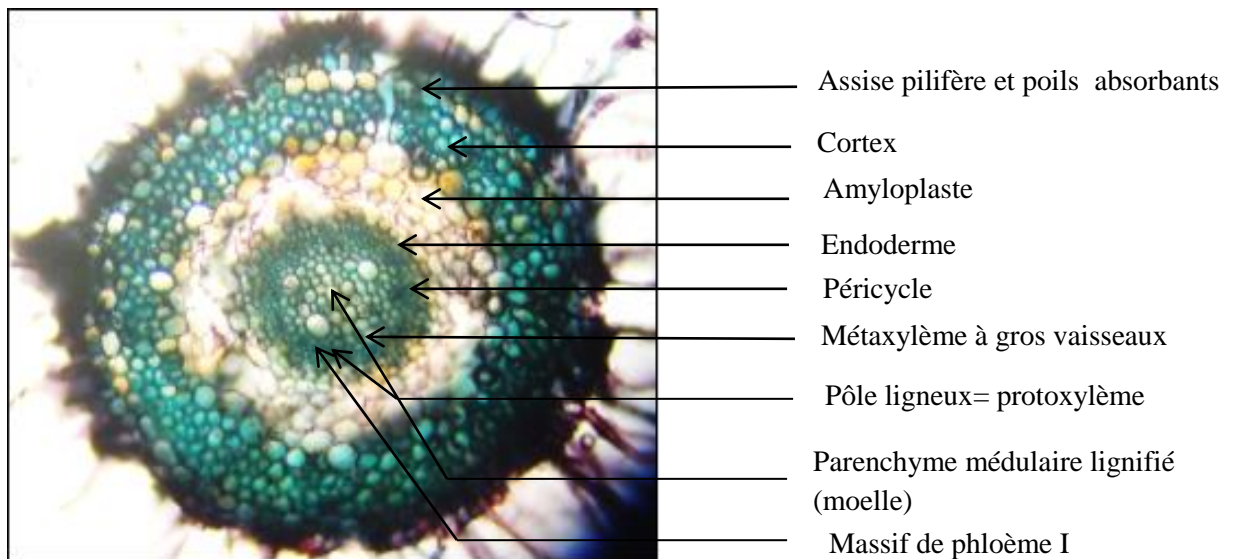 Assise pilifère et poils absorbants
Cortex
Amyloplaste
Endoderme
Péricycle
Métaxylème à gros vaisseaux
Pôle ligneux= protoxylème
Parenchyme médulaire lignifié
(moelle)
Massif de phloème I